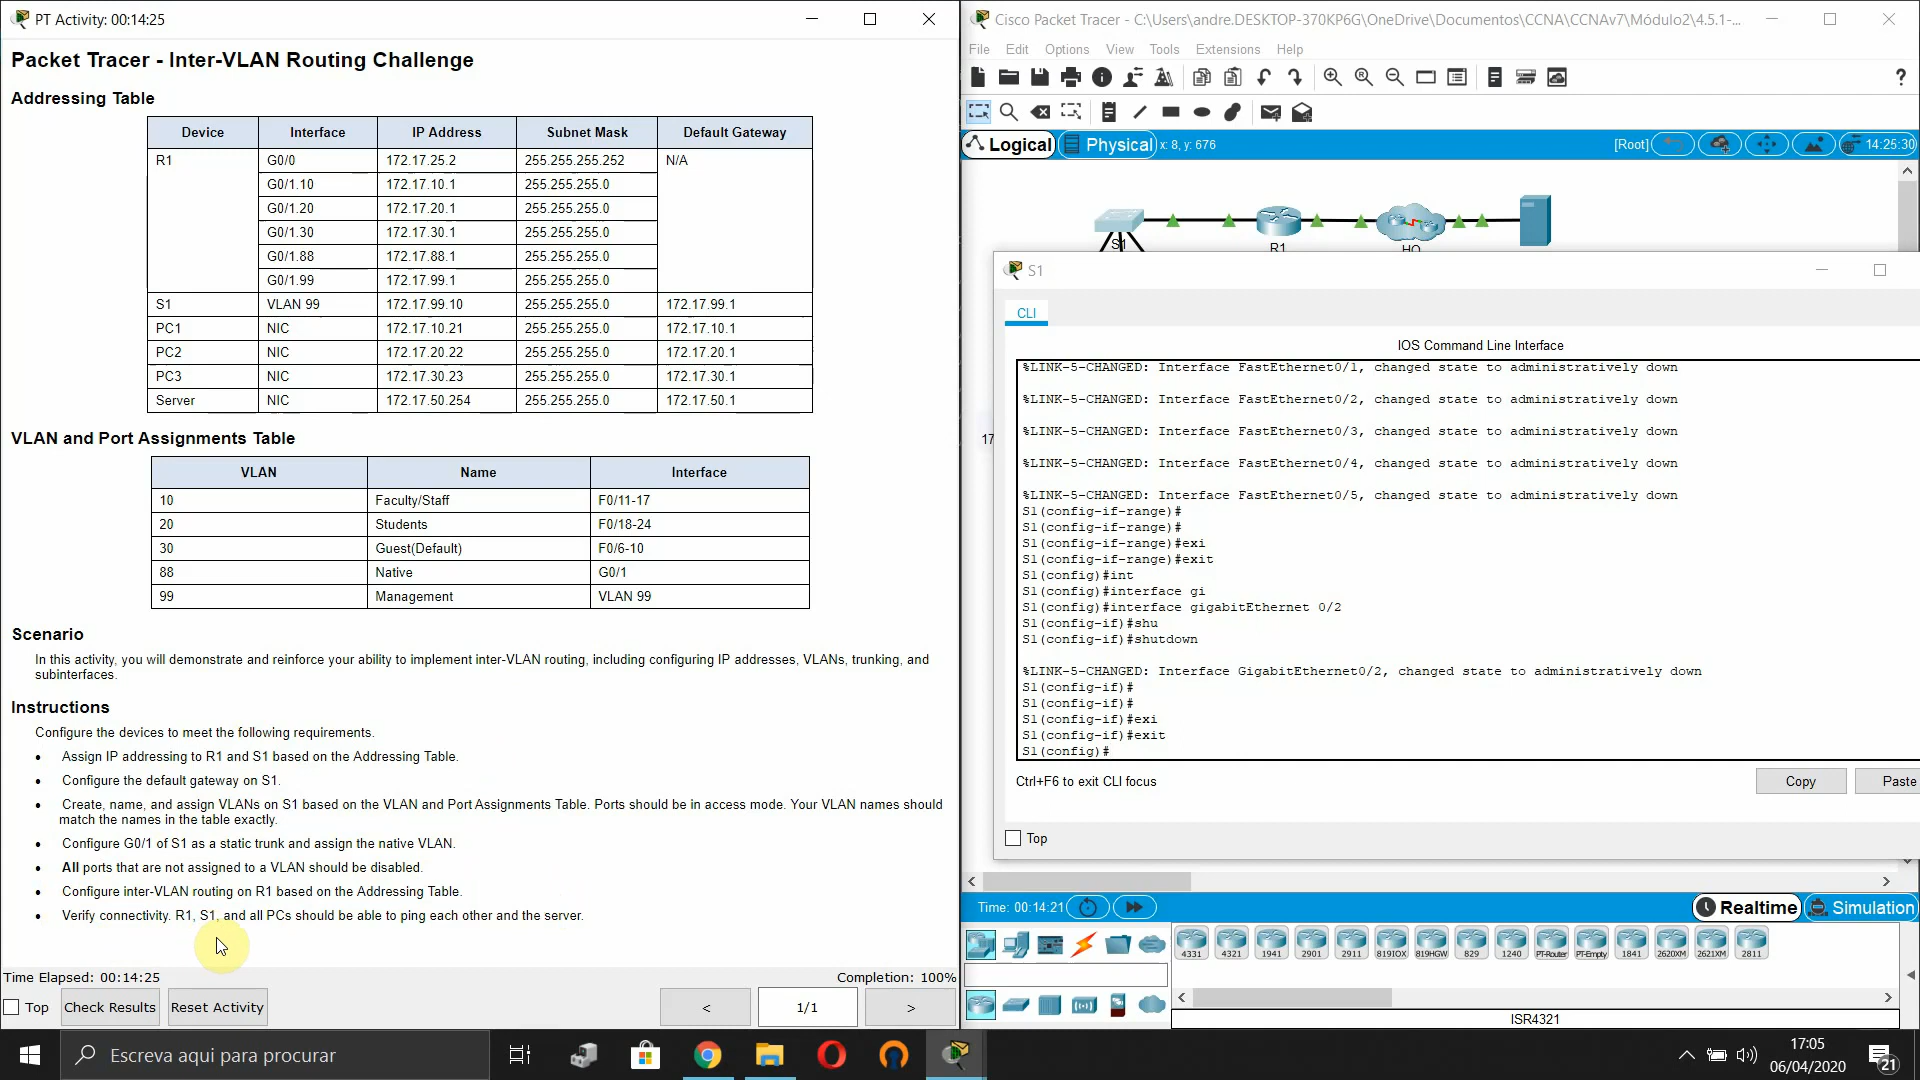 PT Activity: 00:14:25
Packet Tracer - Inter-VLAN Routing Challenge
Addressing Table
Device Interface IP Address Subnet Mask Default Gateway
R1 G0/0 172.17.25.2 255.255.255.252 N/A
G0/1.10 172.17.10.1 255.255.255.0
G0/1.20 172.17.20.1 255.255.255.0
G0/1.30 172.17.30.1 255.255.255.0
G0/1.88 172.17.88.1 255.255.255.0
G0/1.99 172.17.99.1 255.255.255.0
S1 VLAN 99 172.17.99.10 255.255.255.0 172.17.99.1
PC1 NIC 172.17.10.21 255.255.255.0 172.17.10.1
PC2 NIC 172.17.20.22 255.255.255.0 172.17.20.1
PC3 NIC 172.17.30.23 255.255.255.0 172.17.30.1
Server NIC 172.17.50.254 255.255.255.0 172.17.50.1
VLAN and Port Assignments Table
VLAN Name Interface
10 Faculty/Staff F0/11-17
20 Students F0/18-24
30 Guest(Default) F0/6-10
88 Native G0/1
99 Management VLAN 99
Scenario
In this activity, you will demonstrate and reinforce your ability to implement inter-VLAN routing, including configuring IP addresses, VLANs, trunking, and
subinterfaces.
Instructions
Configure the devices to meet the following requirements.
• Assign IP addressing to R1 and S1 based on the Addressing Table.
• Configure the default gateway on S1.
• Create, name, and assign VLANs on S1 based on the VLAN and Port Assignments Table. Ports should be in access mode. Your VLAN names should
match the names in the table exactly.
• Configure G0/1 of S1 as a static trunk and assign the native VLAN.
• All ports that are not assigned to a VLAN should be disabled.
• Configure inter-VLAN routing on R1 based on the Addressing Table.
• Verify connectivity. R1, S1, and all PCs should be able to ping each other and the server.
Time Elapsed: 00:14:25 Completion: 100%
Top Check Results Reset Activity < 1/1 >
Cisco Packet Tracer - C:\Users\andre.DESKTOP-370KP6G\OneDrive\Documentos\CCNA\CCNAv7\Módulo2\4.5.1-...
File Edit Options View Tools Extensions Help
?
Logical Physical x: 8, y: 676 [Root] 14:25:30
S1 R1 HQ
17
S1
CLI
IOS Command Line Interface
%LINK-5-CHANGED: Interface FastEthernet0/1, changed state to administratively down
%LINK-5-CHANGED: Interface FastEthernet0/2, changed state to administratively down
%LINK-5-CHANGED: Interface FastEthernet0/3, changed state to administratively down
%LINK-5-CHANGED: Interface FastEthernet0/4, changed state to administratively down
%LINK-5-CHANGED: Interface FastEthernet0/5, changed state to administratively down
S1(config-if-range)#
S1(config-if-range)#
S1(config-if-range)#exi
S1(config-if-range)#exit
S1(config)#int
S1(config)#interface gi
S1(config)#interface gigabitEthernet 0/2
S1(config-if)#shu
S1(config-if)#shutdown
%LINK-5-CHANGED: Interface GigabitEthernet0/2, changed state to administratively down
S1(config-if)#
S1(config-if)#
S1(config-if)#exi
S1(config-if)#exit
S1(config)#
Ctrl+F6 to exit CLI focus Copy Paste
Top
Time: 00:14:21 Realtime Simulation
4331 4321 1941 2901 2911 819IOX 819HGW 829 1240 PT-Router PT-Empty 1841 2620XM 2621XM 2811
ISR4321
Escreva aqui para procurar
17:05
06/04/2020
21